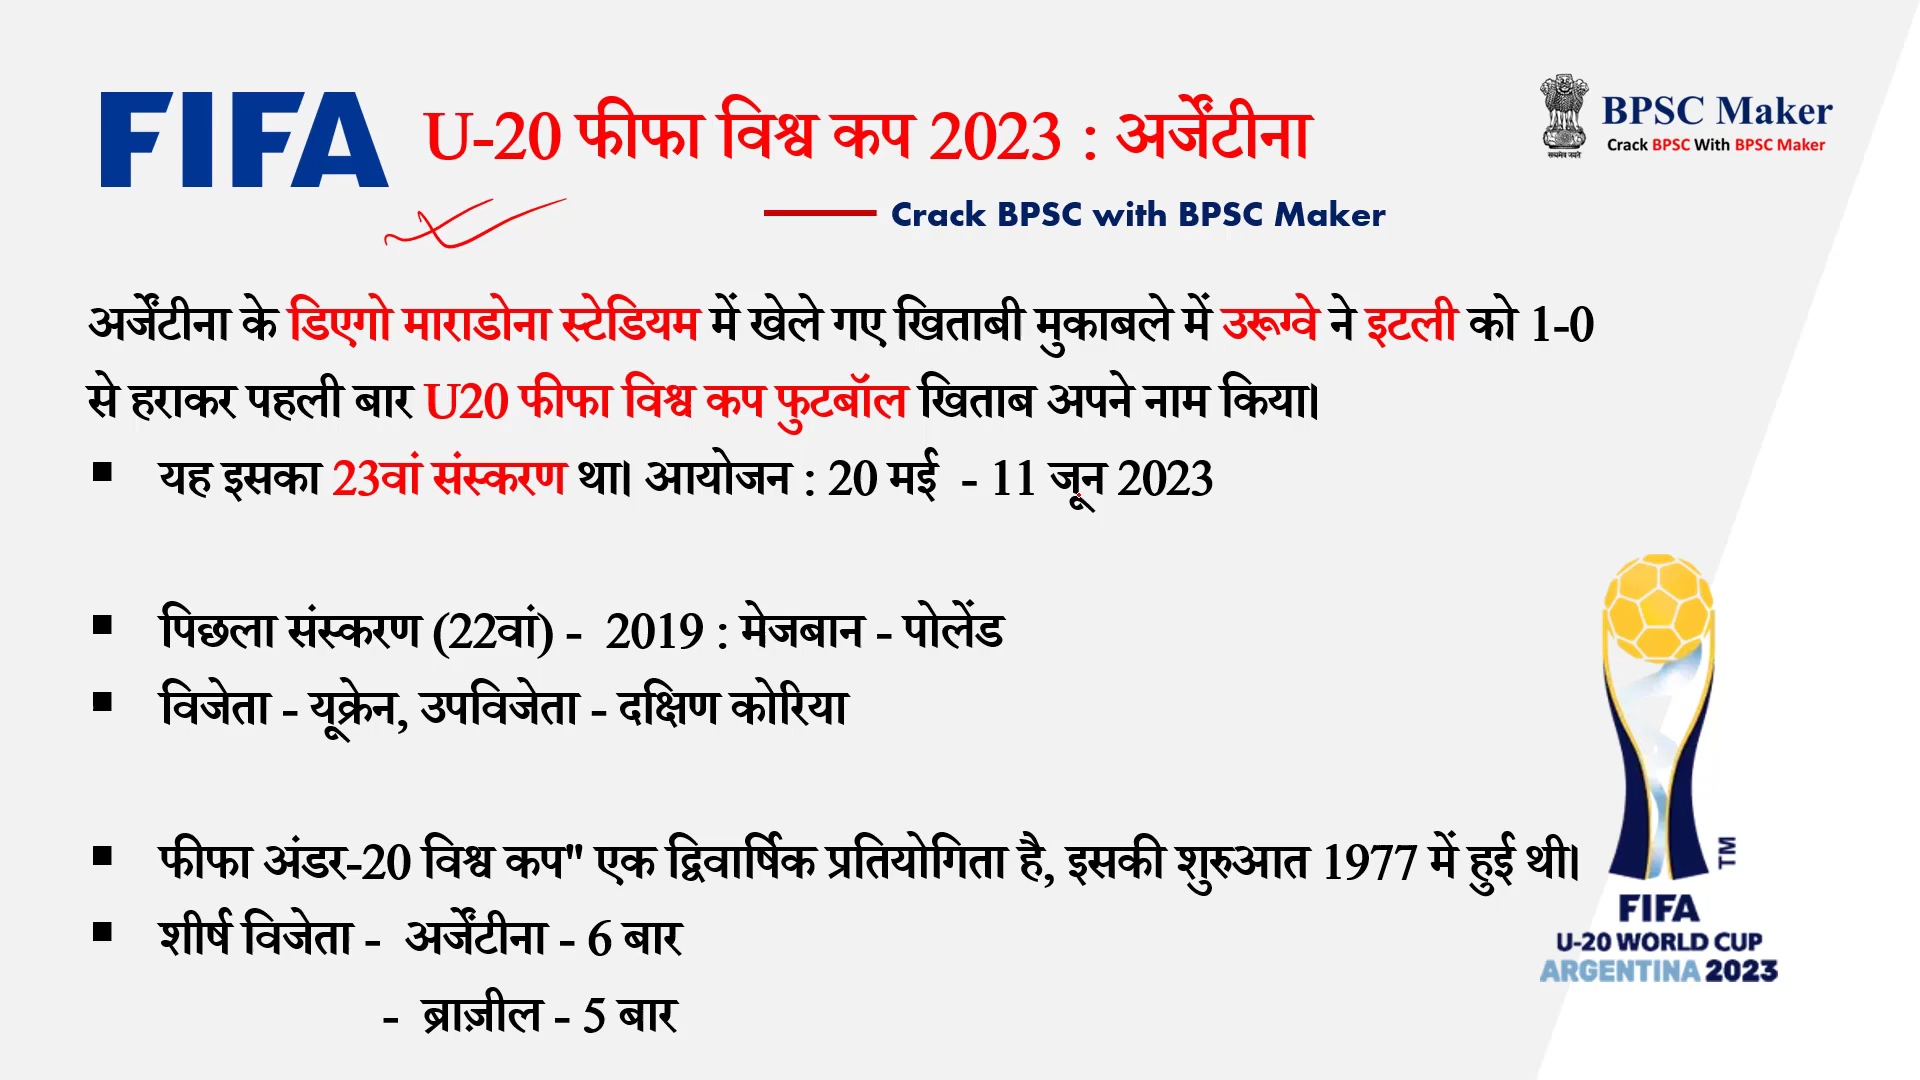 FIFA U-20 फीफा विश्व कप 2023 : अर्जेंटीना
सत्यमेव जयते
BPSC Maker
Crack BPSC With BPSC Maker
Crack BPSC with BPSC Maker
अर्जेंटीना के डिएगो माराडोना स्टेडियम में खेले गए खिताबी मुकाबले में उरूग्वे ने इटली को 1-0
से हराकर पहली बार U20 फीफा विश्व कप फुटबॉल खिताब अपने नाम किया।
▪ यह इसका 23वां संस्करण था। आयोजन : 20 मई - 11 जून 2023
▪ पिछला संस्करण (22वां) - 2019 : मेजबान - पोलेंड
▪ विजेता - यूक्रेन, उपविजेता - दक्षिण कोरिया
▪ फीफा अंडर-20 विश्व कप" एक द्विवार्षिक प्रतियोगिता है, इसकी शुरुआत 1977 में हुई थी।
▪ शीर्ष विजेता - अर्जेंटीना - 6 बार
- ब्राज़ील - 5 बार
TM
FIFA
U-20 WORLD CUP
ARGENTINA 2023